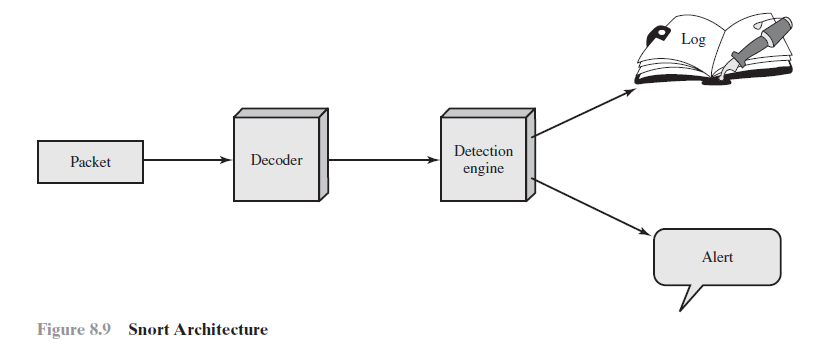 Log
Packet
Decoder
Detection
engine
Alert
Figure 8.9 Snort Architecture